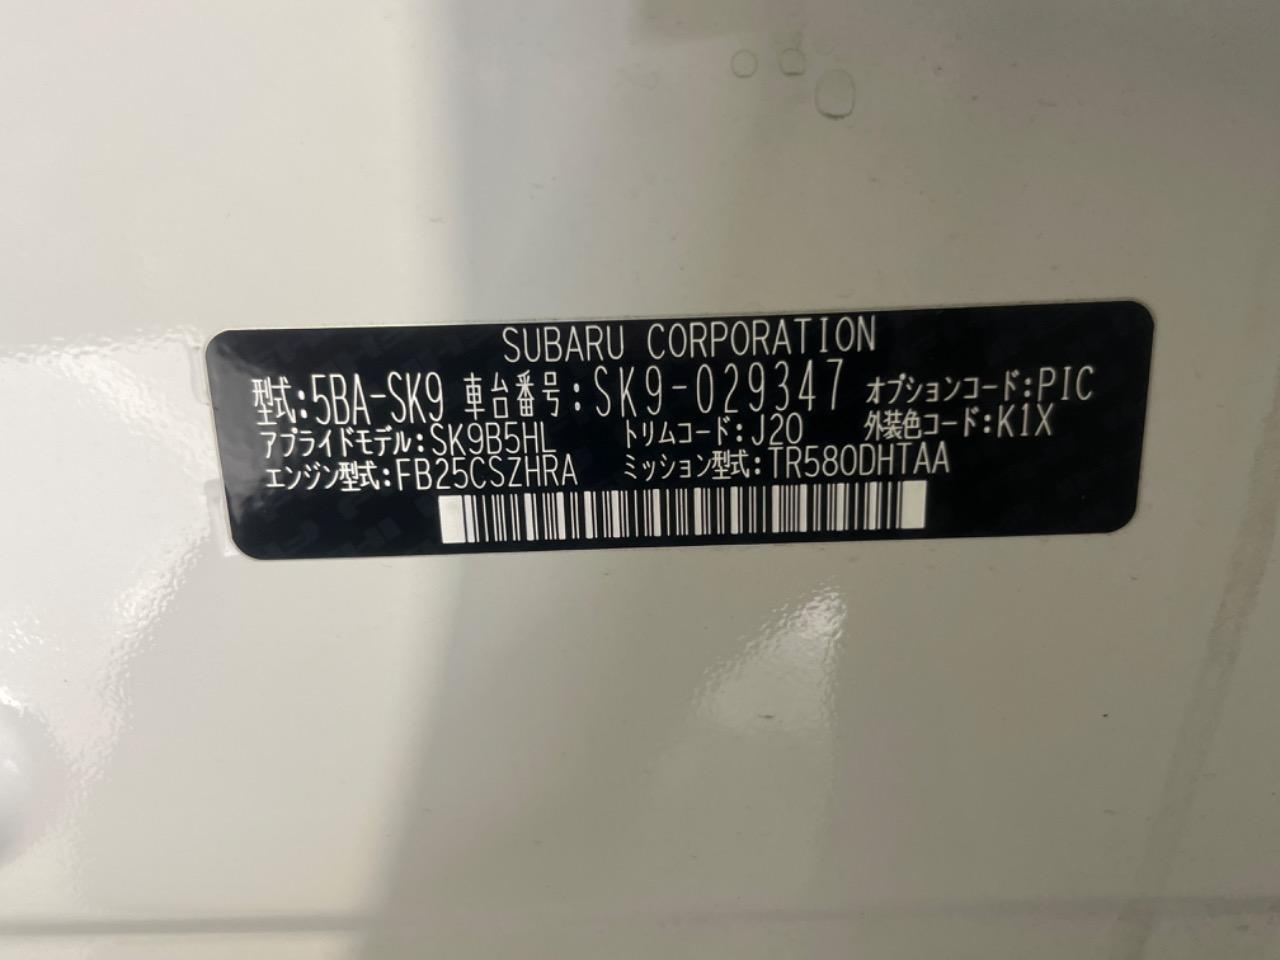 SUBARU CORPORATION
型式:5BA-SK9 車台番号:SK9-029347 オプションコード:PIC
アプライドモデル:SK9B5HL トリムコード:J20 外装色コード:K1X
エンジン型式:FB25CSZHRA ミッション型式:TR580DHTAA